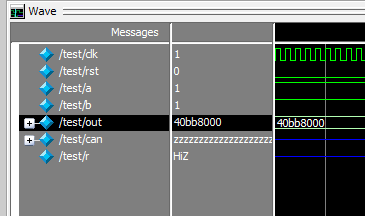 Wave
Messages
/test/clk 1
/test/rst 0
/test/a 1
/test/b 1
/test/out 40bb8000 40bb8000
/test/can zzzzzzzzzzzzzzzzzzzz
/test/r HiZ